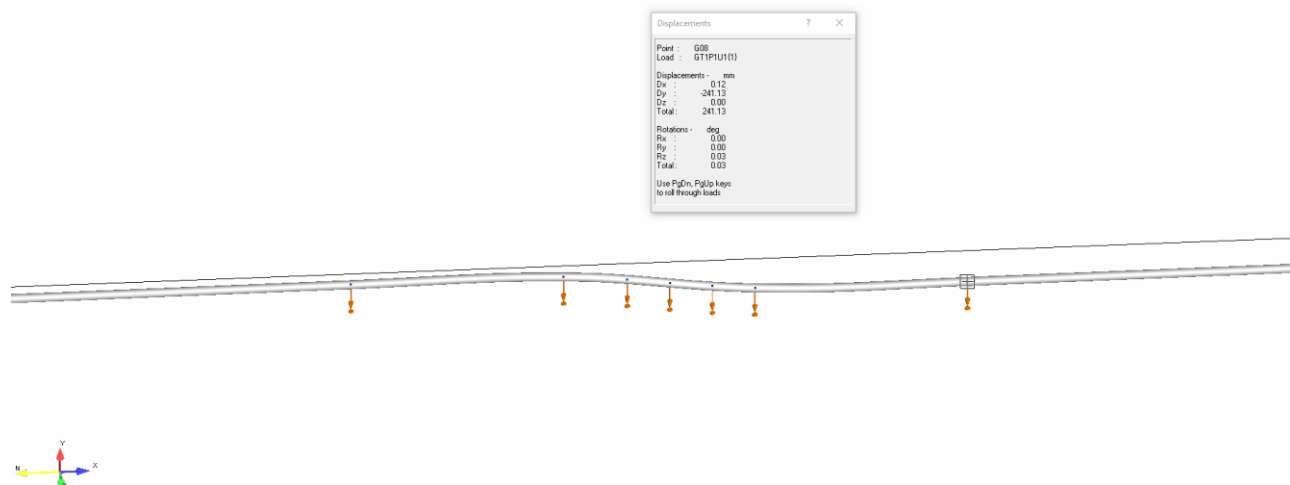 Displacements ? ×
Point : G08
Load : GT1P1U1{1}
Displacements - mm
Dx : 0.12
Dy : -241.13
Dz : 0.00
Total : 241.13
Rotations - deg
Rx : 0.00
Ry : 0.00
Rz : 0.03
Total : 0.03
Use PgDn, PgUp keys
to roll through loads
Y
N X